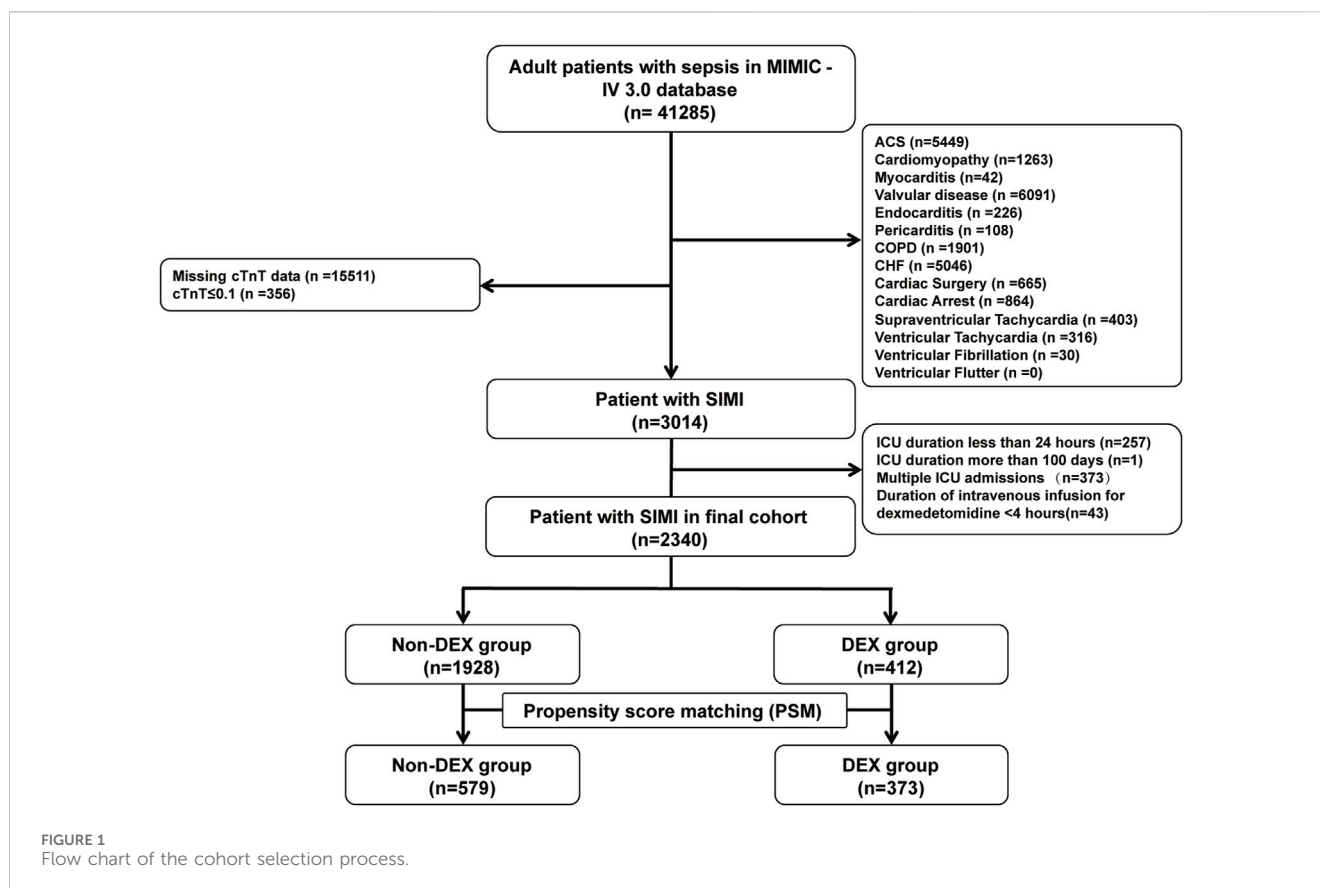 Adult patients with sepsis in MIMIC -
IV 3.0 database
(n= 41285)
ACS (n=5449)
Cardiomyopathy (n=1263)
Myocarditis (n=42)
Valvular disease (n =6091)
Endocarditis (n =226)
Pericarditis (n =108)
COPD (n =1901)
CHF (n =5046)
Cardiac Surgery (n =665)
Cardiac Arrest (n =864)
Supraventricular Tachycardia (n =403)
Ventricular Tachycardia (n =316)
Ventricular Fibrillation (n =30)
Ventricular Flutter (n =0)
Missing cTnT data (n =15511)
cTnT≤0.1 (n =356)
Patient with SIMI
(n=3014)
ICU duration less than 24 hours (n=257)
ICU duration more than 100 days (n=1)
Multiple ICU admissions （n=373）
Duration of intravenous infusion for
dexmedetomidine <4 hours(n=43)
Patient with SIMI in final cohort
(n=2340)
Non-DEX group
(n=1928)
DEX group
(n=412)
Propensity score matching (PSM)
Non-DEX group
(n=579)
DEX group
(n=373)
FIGURE 1
Flow chart of the cohort selection process.